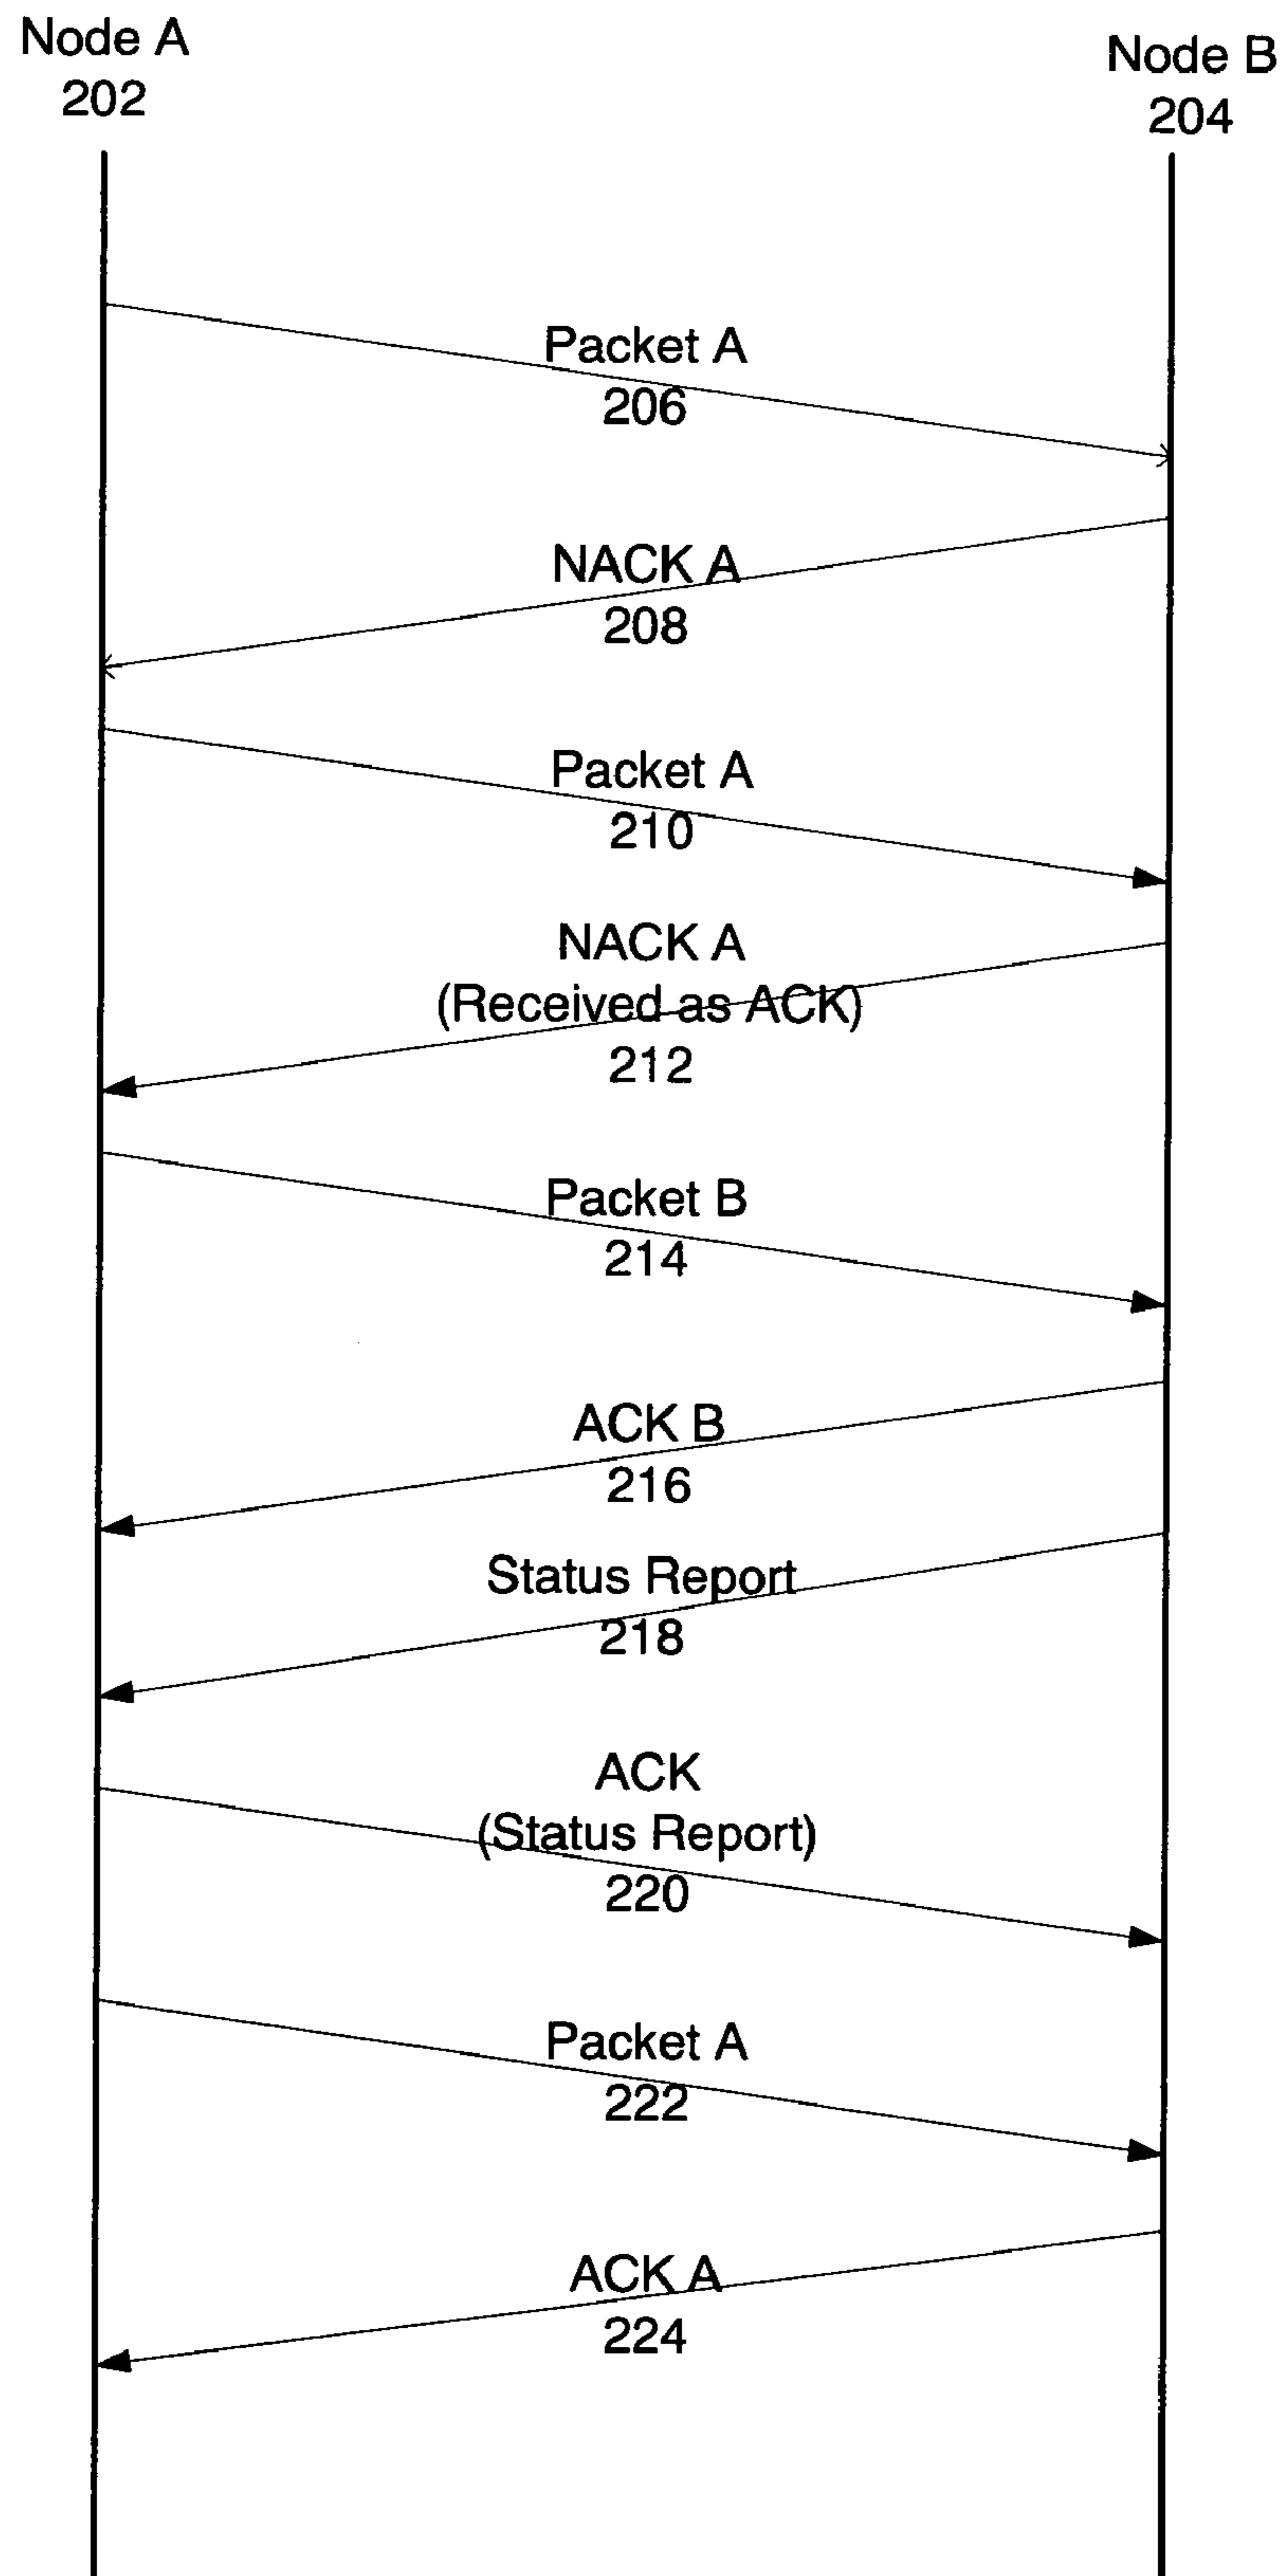 Node A
202
Node B
204
Packet A
206
NACK A
208
Packet A
210
NACK A
(Received as ACK)
212
Packet B
214
ACK B
216
Status Report
218
ACK
(Status Report)
220
Packet A
222
ACK A
224